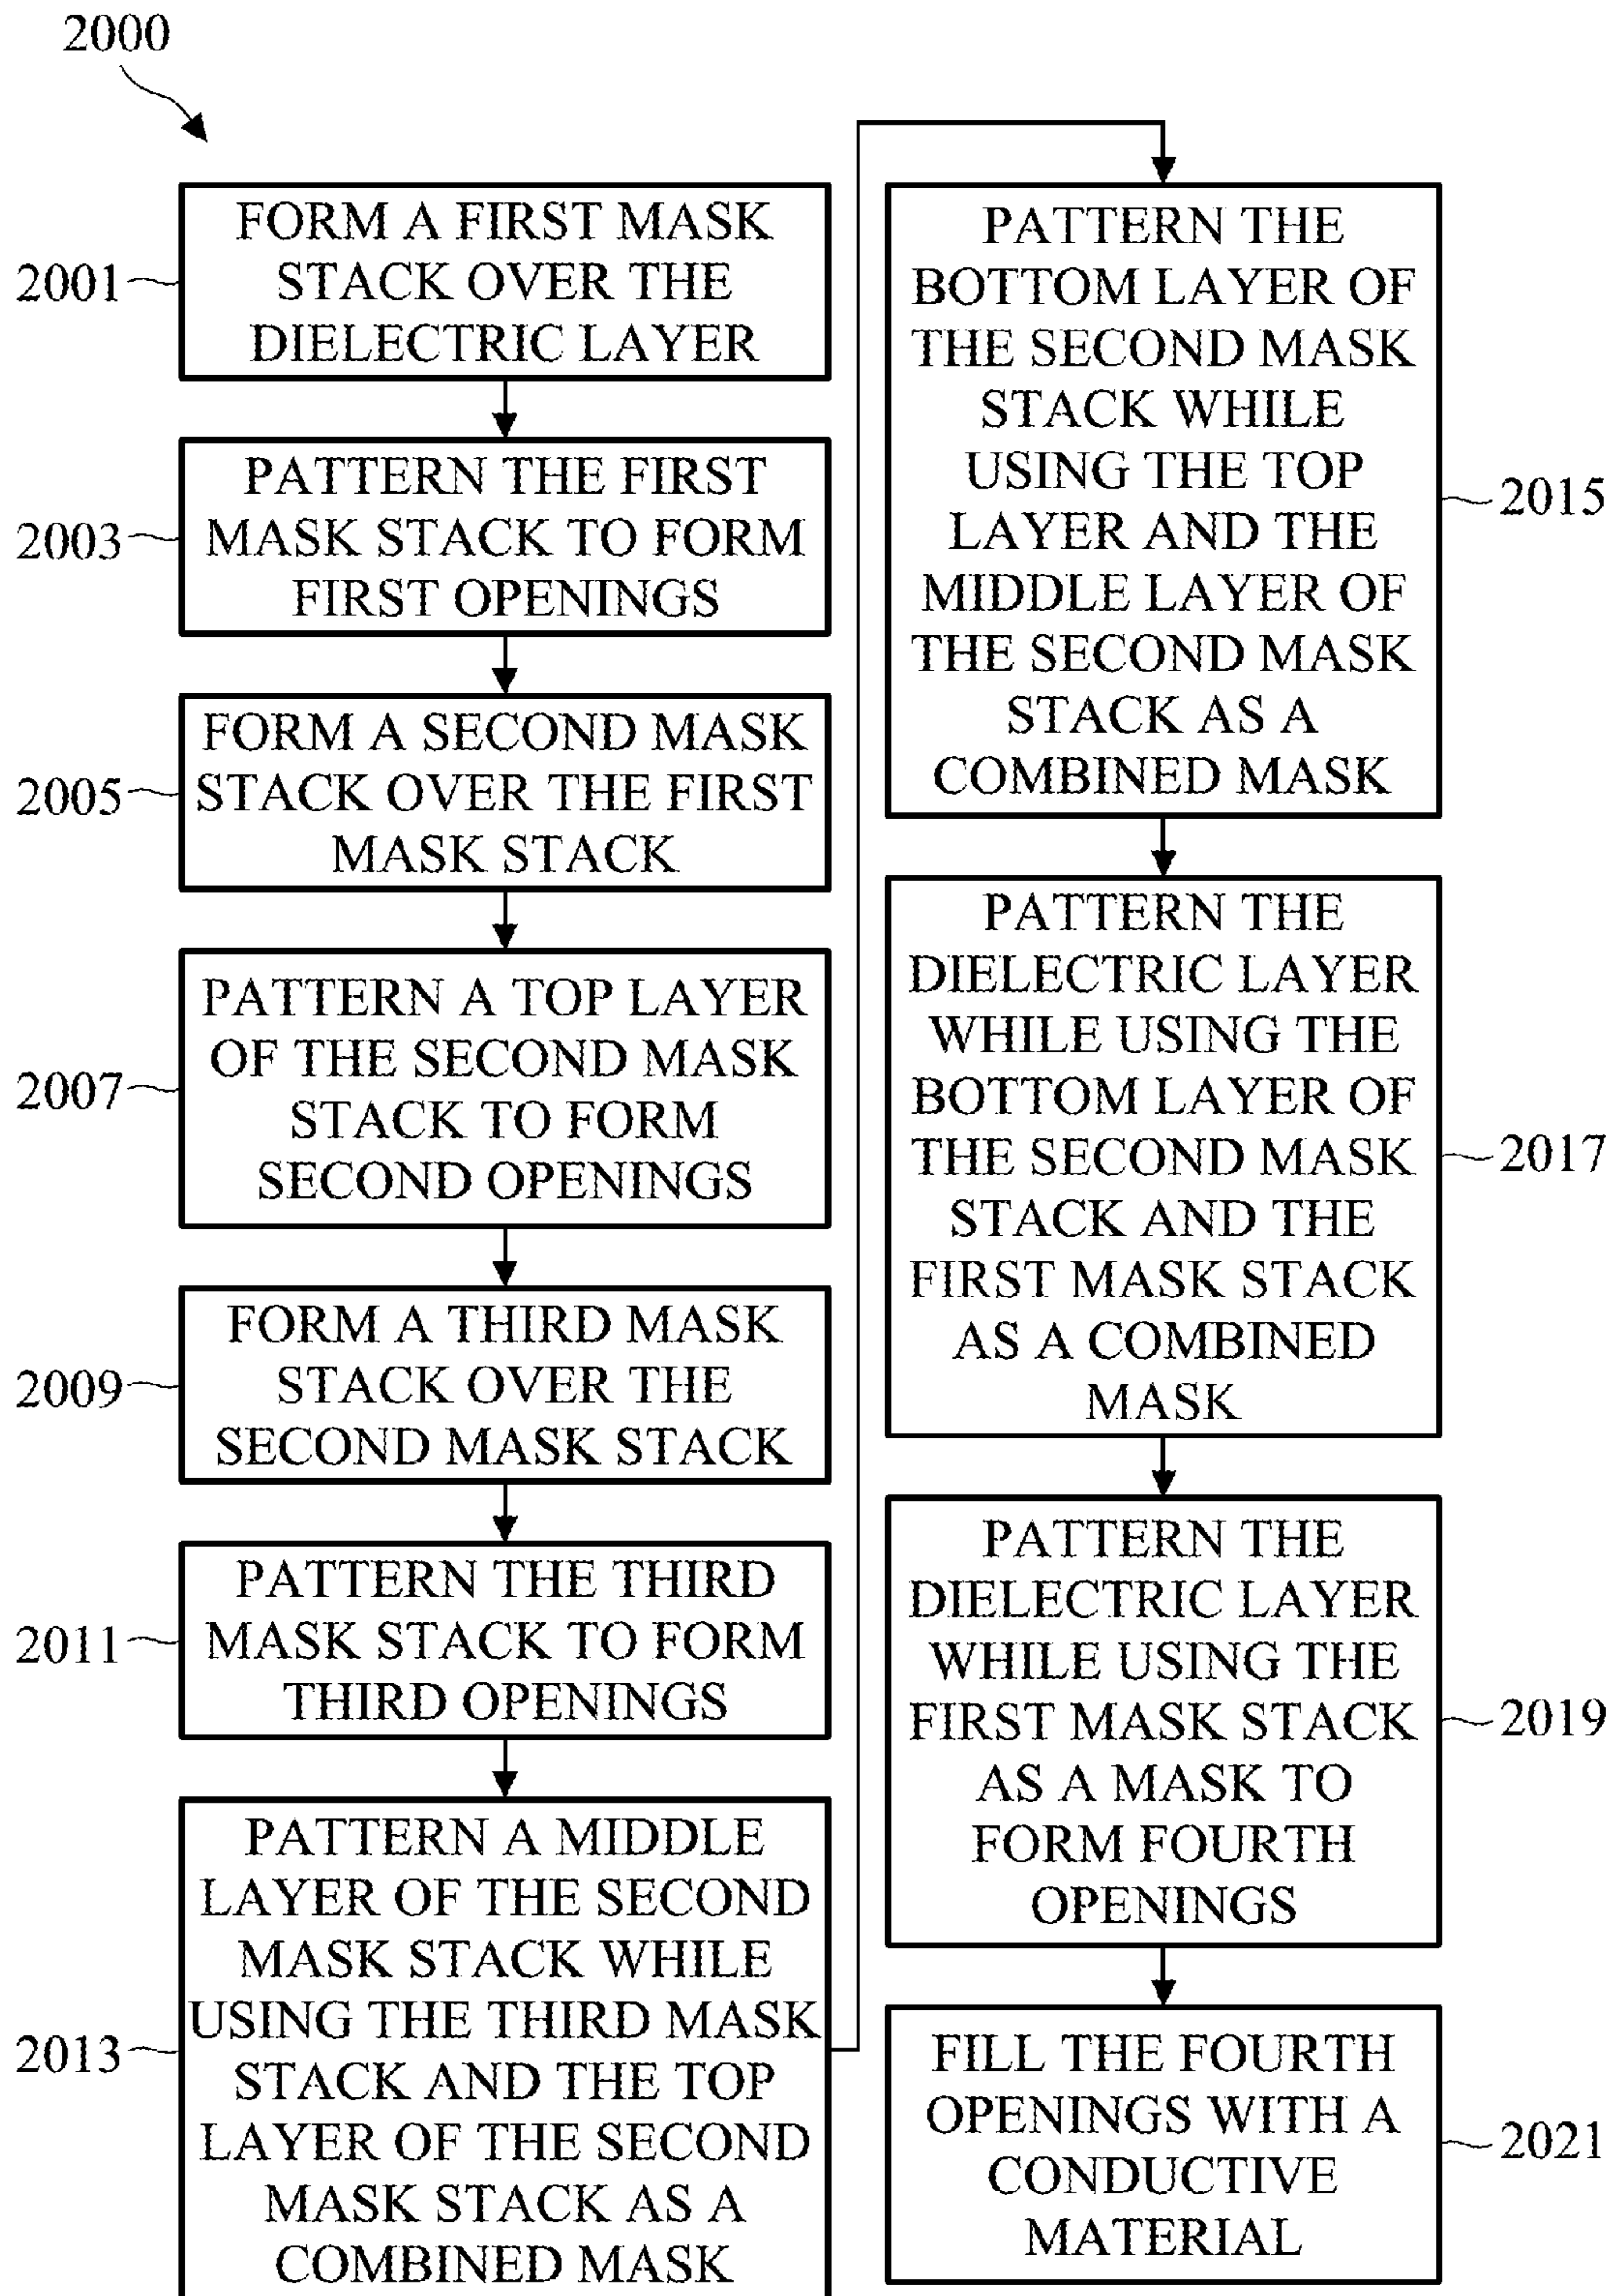 2000
2001
FORM A FIRST MASK
STACK OVER THE
DIELECTRIC LAYER
2003
PATTERN THE FIRST
MASK STACK TO FORM
FIRST OPENINGS
2005
FORM A SECOND MASK
STACK OVER THE FIRST
MASK STACK
2007
PATTERN A TOP LAYER
OF THE SECOND MASK
STACK TO FORM
SECOND OPENINGS
2009
FORM A THIRD MASK
STACK OVER THE
SECOND MASK STACK
2011
PATTERN THE THIRD
MASK STACK TO FORM
THIRD OPENINGS
2013
PATTERN A MIDDLE
LAYER OF THE SECOND
MASK STACK WHILE
USING THE THIRD MASK
STACK AND THE TOP
LAYER OF THE SECOND
MASK STACK AS A
COMBINED MASK
PATTERN THE
BOTTOM LAYER OF
THE SECOND MASK
STACK WHILE
USING THE TOP
LAYER AND THE
MIDDLE LAYER OF
THE SECOND MASK
STACK AS A
COMBINED MASK
2015
PATTERN THE
DIELECTRIC LAYER
WHILE USING THE
BOTTOM LAYER OF
THE SECOND MASK
STACK AND THE
FIRST MASK STACK
AS A COMBINED
MASK
2017
PATTERN THE
DIELECTRIC LAYER
WHILE USING THE
FIRST MASK STACK
AS A MASK TO
FORM FOURTH
OPENINGS
2019
FILL THE FOURTH
OPENINGS WITH A
CONDUCTIVE
MATERIAL
2021